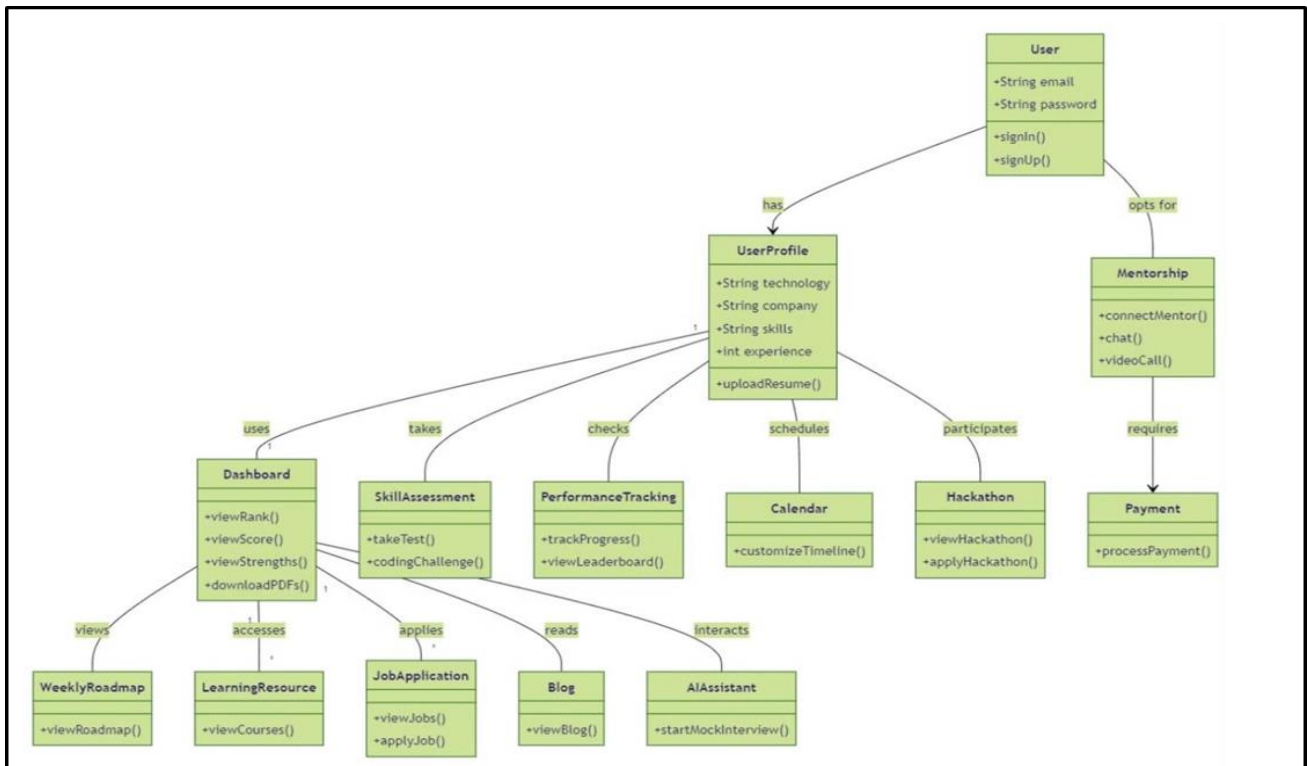 User
+String email
+String password
+signIn()
+signUp()
has
opts for
UserProfile
+String technology
+String company
+String skills
+int experience
+uploadResume()
Mentorship
+connectMentor()
+chat()
+videoCall()
1
uses
takes
checks
schedules
participates
requires
1
Dashboard
+viewRank()
+viewScore()
+viewStrengths()
+downloadPDFs()
SkillAssessment
+takeTest()
+codingChallenge()
PerformanceTracking
+trackProgress()
+viewLeaderboard()
Calendar
+customizeTimeline()
Hackathon
+viewHackathon()
+applyHackathon()
Payment
+processPayment()
1
1
views
accesses
applies
reads
interacts
*
*
WeeklyRoadmap
+viewRoadmap()
LearningResource
+viewCourses()
JobApplication
+viewJobs()
+applyJob()
Blog
+viewBlog()
AIAssistant
+startMockInterview()